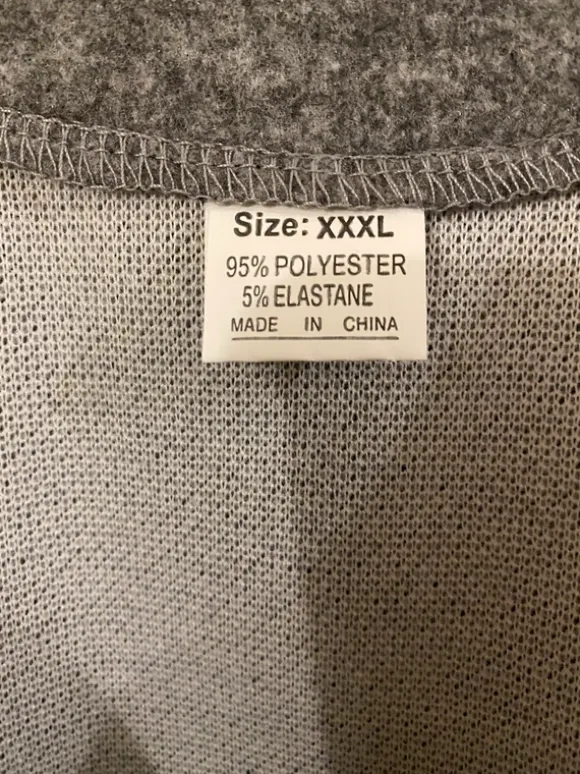 Size: XXXL
95% POLYESTER
5% ELASTANE
MADE IN CHINA